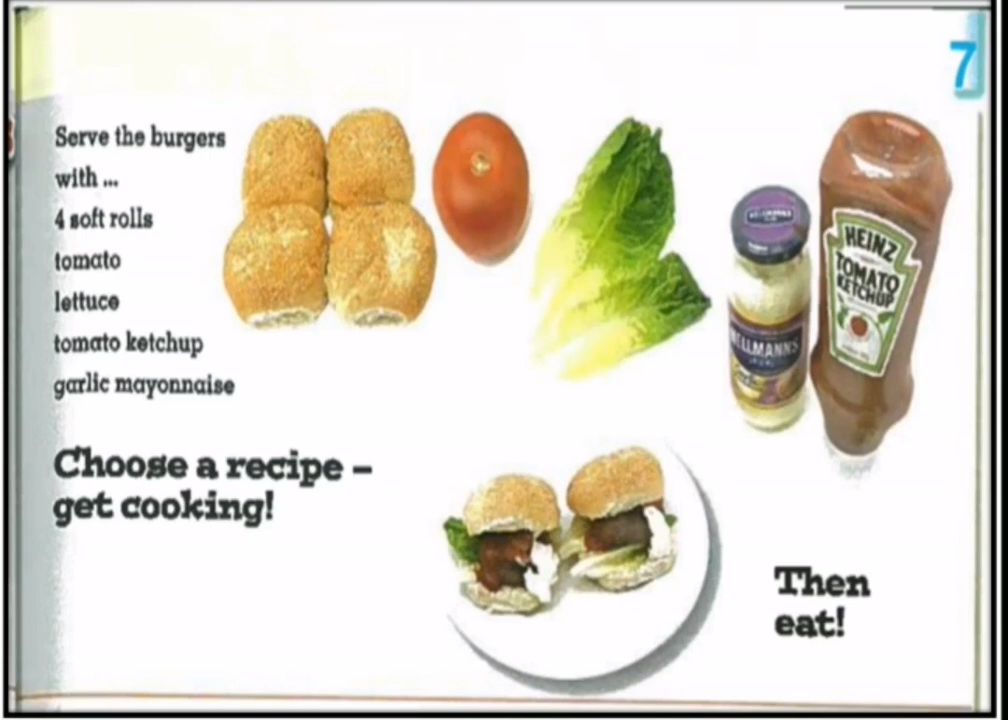 7
Serve the burgers
with ...
4 soft rolls
tomato
lettuce
tomato ketchup
garlic mayonnaise
HEINZ
TOMATO
KETCHUP
HELLMANN'S
Choose a recipe –
get cooking!
Then
eat!